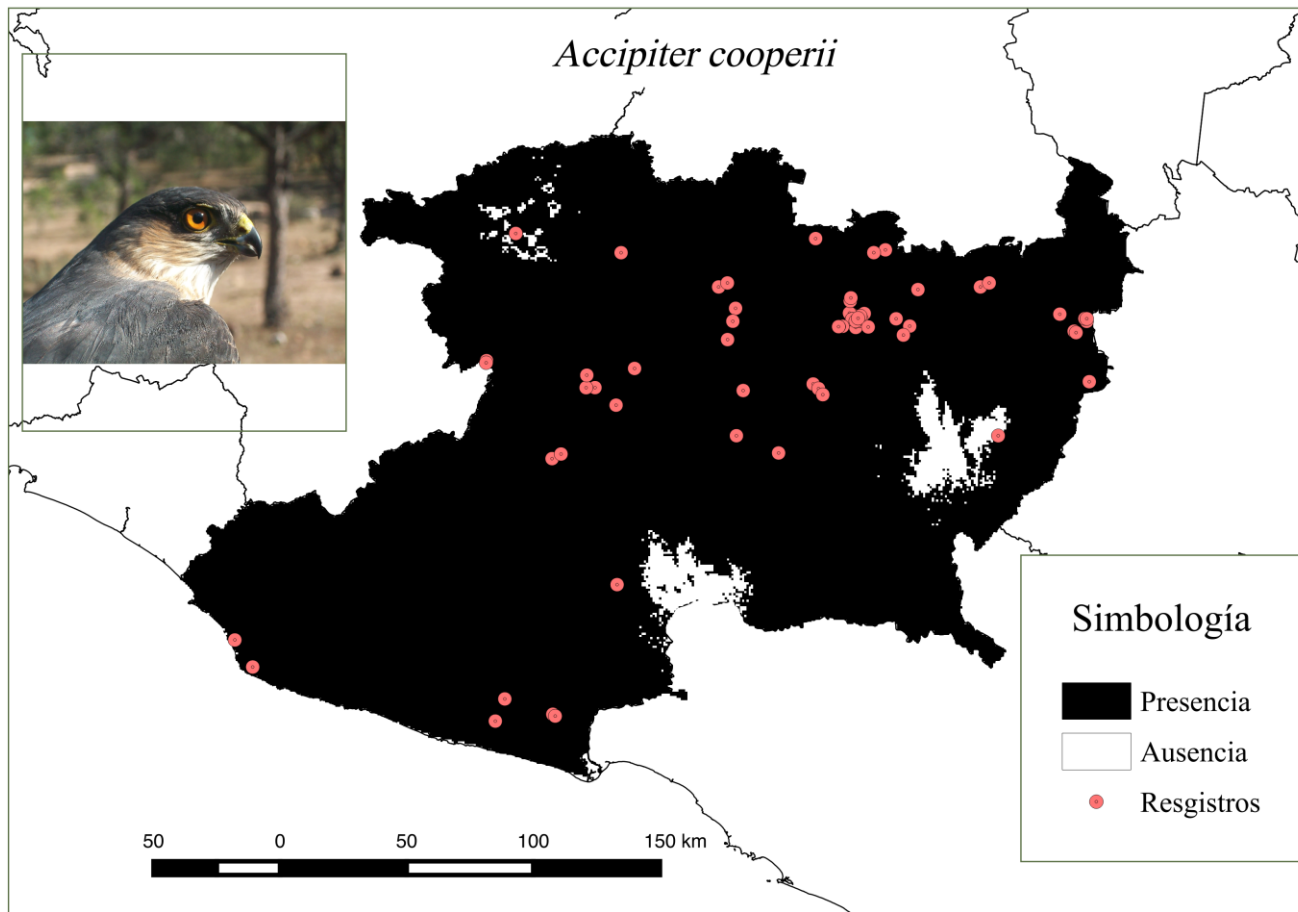 Accipiter cooperii
Simbología
Presencia
Ausencia
Resgistros
50 0 50 100 150 km